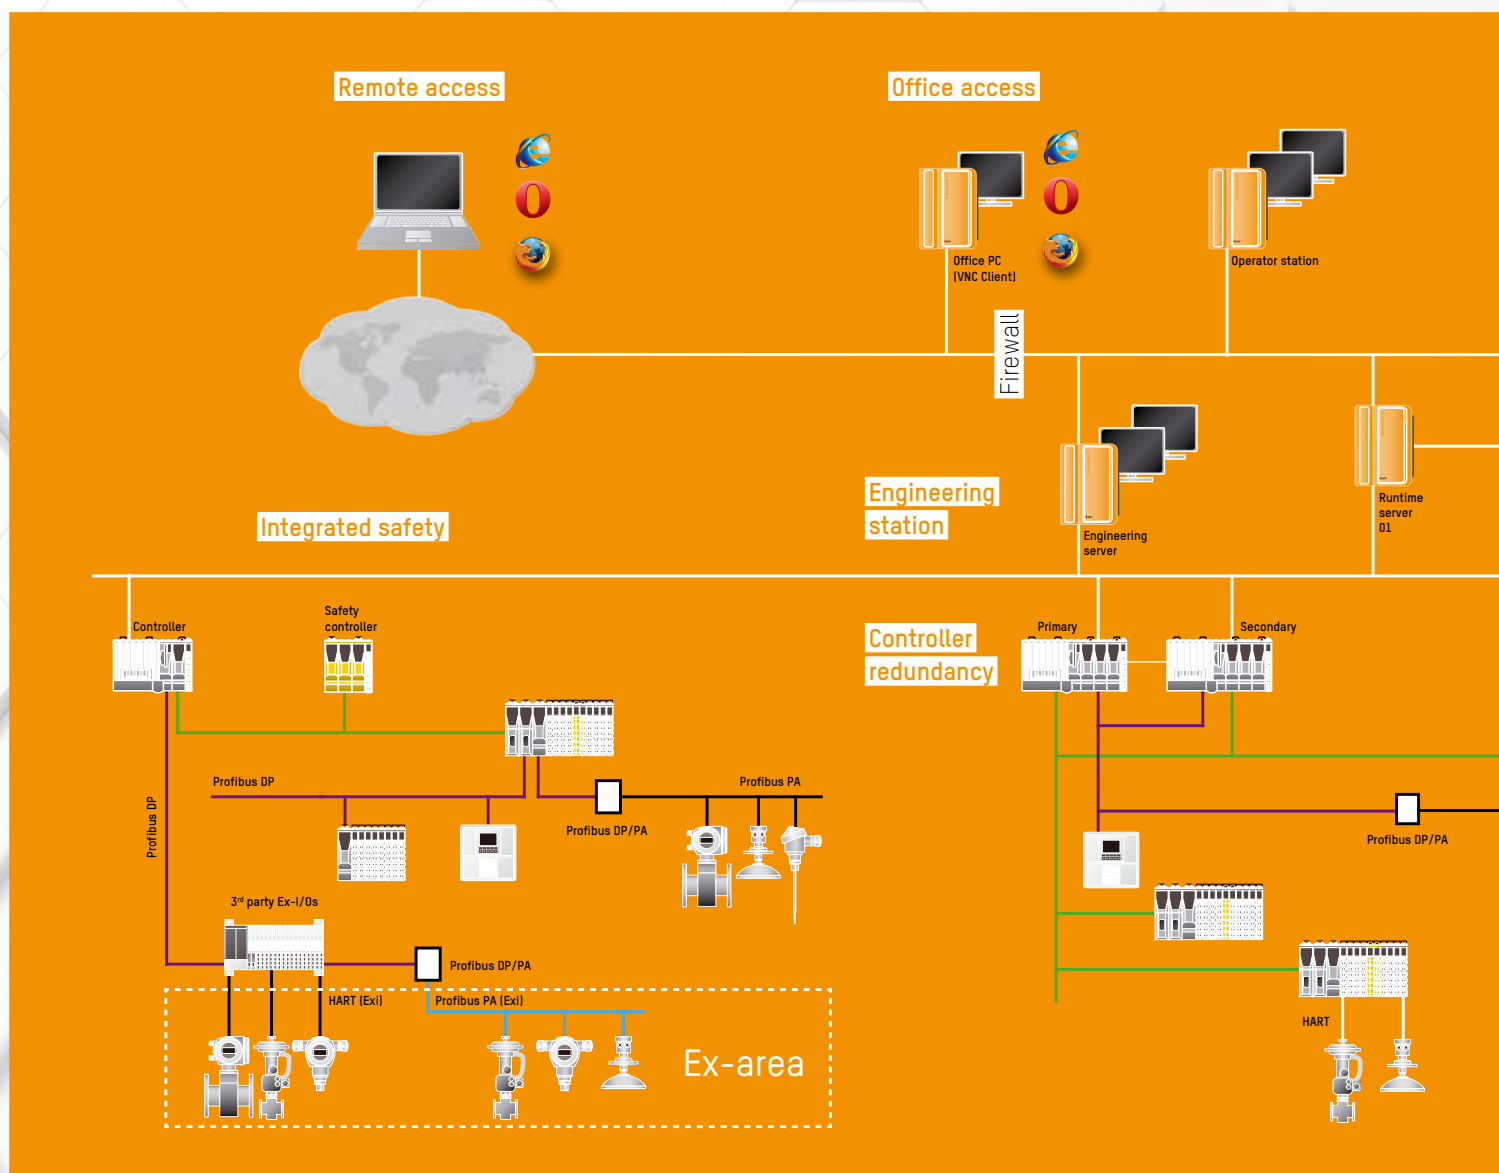 Remote access
Office access
Office PC
(VNC Client)
Operator station
Firewall
Engineering
station
Engineering
server
Runtime
server
01
Integrated safety
Controller
Safety
controller
Controller
redundancy
Primary
Secondary
Profibus DP
Profibus DP
Profibus DP/PA
Profibus PA
Profibus DP/PA
3rd party Ex-I/Os
Profibus DP/PA
HART (Exi)
Profibus PA (Exi)
Ex-area
HART